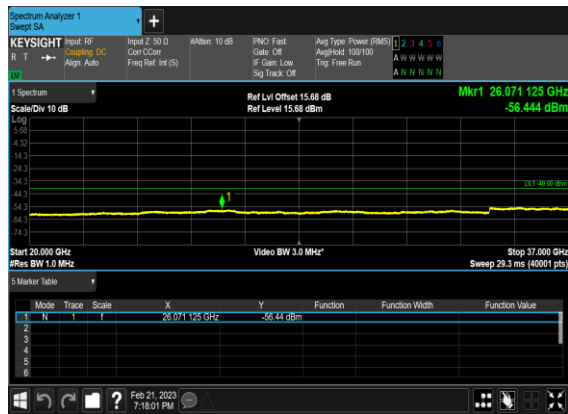 Spectrum Analyzer 1
Swept SA
KEYSIGHT Input: RF Input Z: 50 Ω #Atten: 10 dB PNO: Fast Avg Type: Power (RMS) 1 2 3 4 5 6
R T Coupling: DC Corr CCorr Gate: Off Avg|Hold: 100/100 A W W W W W
Align: Auto Freq Ref: Int (S) IF Gain: Low Trig: Free Run
Sig Track: Off A N N N N N
1 Spectrum Ref Lvl Offset 15.68 dB Mkr1 26.071 125 GHz
Scale/Div 10 dB Ref Level 15.68 dBm -56.444 dBm
Log
5.68
-4.32
-14.3
-24.3
-34.3
DL1 -40.00 dBm
-44.3
1
-54.3
-64.3
-74.3
Start 20.000 GHz Video BW 3.0 MHz* Stop 37.000 GHz
#Res BW 1.0 MHz Sweep 29.3 ms (40001 pts)
5 Marker Table
Mode Trace Scale X Y Function Function Width Function Value
1 N 1 f 26.071 125 GHz -56.44 dBm
2
3
4
5
6
Feb 21, 2023
7:18:01 PM